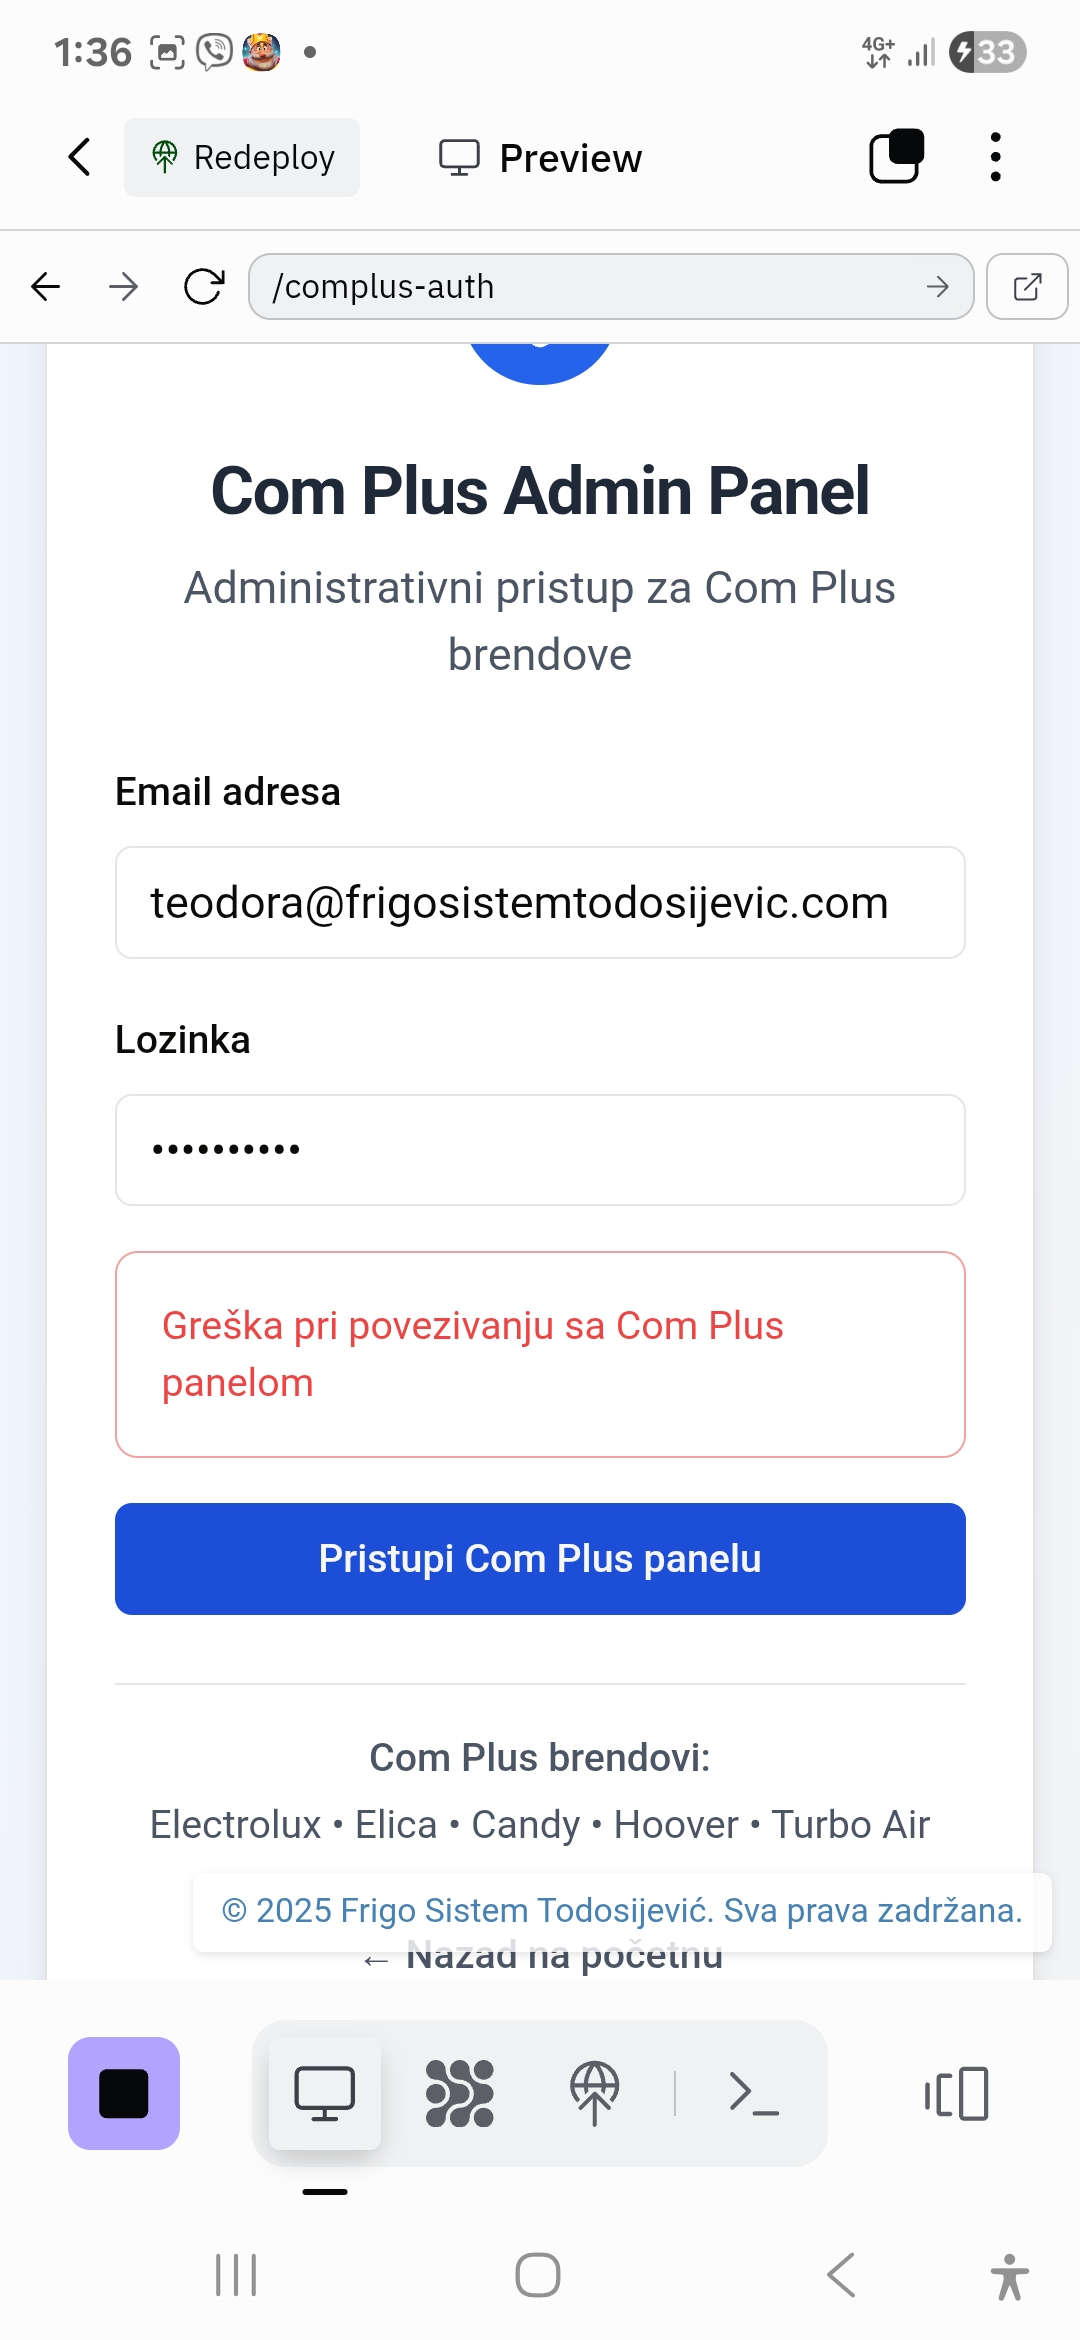 1:36
4G+
33
Redeploy
Preview
/complus-auth
Com Plus Admin Panel
Administrativni pristup za Com Plus
brendove
Email adresa
teodora@frigosistemtodosijevic.com
Lozinka
••••••••••
Greška pri povezivanju sa Com Plus
panelom
Pristupi Com Plus panelu
Com Plus brendovi:
Electrolux • Elica • Candy • Hoover • Turbo Air
© 2025 Frigo Sistem Todosijević. Sva prava zadržana.
← Nazad na početnu